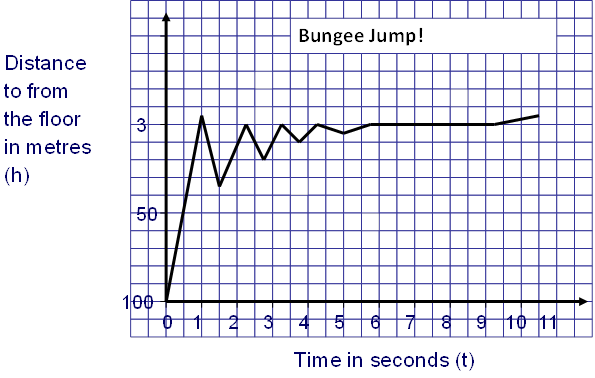 Bungee Jump!
Distance
to from
the floor
in metres
(h)
3
50
100
0 1 2 3 4 5 6 7 8 9 10 11
Time in seconds (t)